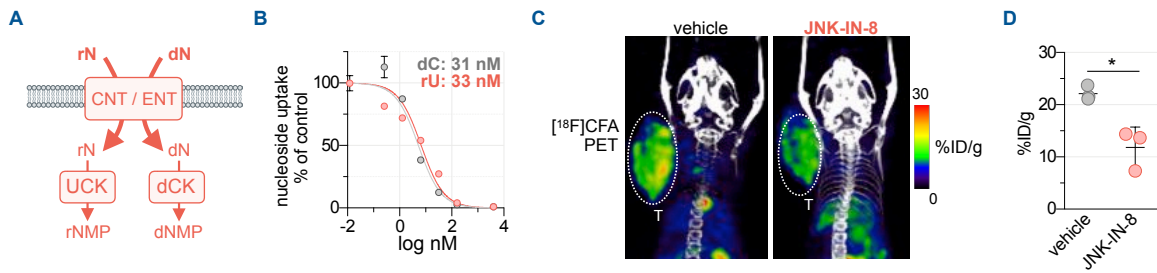 A
rN dN
CNT / ENT
rN dN
UCK dCK
rNMP dNMP
B
nucleoside uptake
% of control
100
50
0
dC: 31 nM
rU: 33 nM
-2 0 2 4
log nM
C
vehicle JNK-IN-8
[¹⁸F]CFA
PET
T T
30
%ID/g
0
D
%ID/g
30
20
10
0
*
vehicle
JNK-IN-8